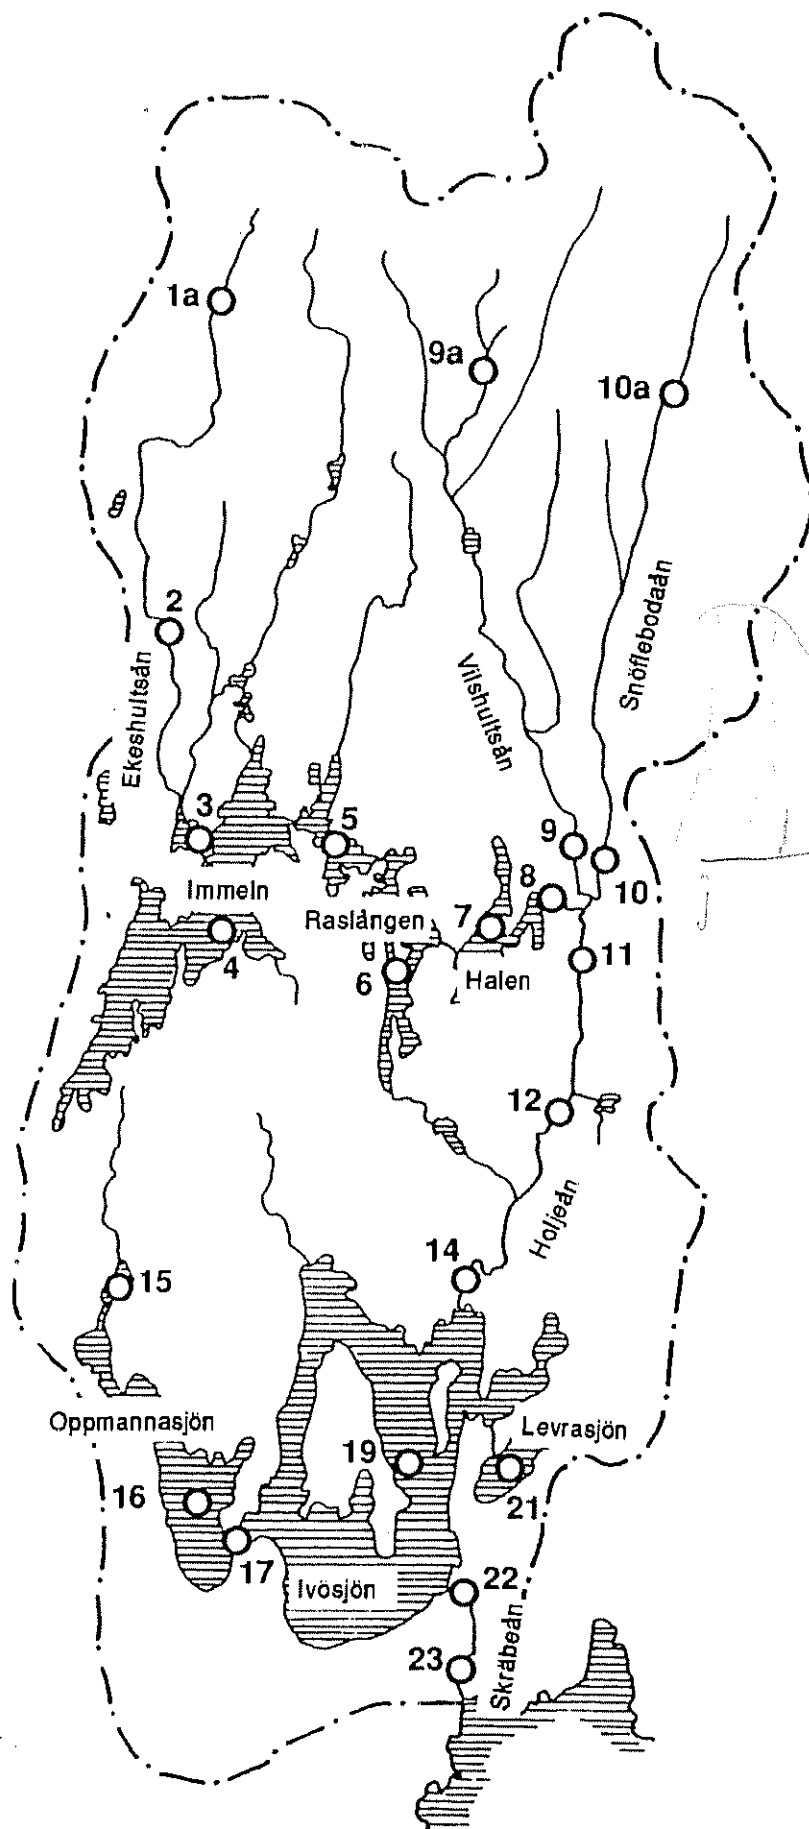 1a
9a
10a
2
Ekeshultsån
Vilshultsån
Snöflebodaån
3
5
9
10
Immeln
8
Raslången
7
4
6
Halen
11
12
Holjeån
14
15
Oppmannasjön
Levrasjön
19
16
21
17
Ivösjön
22
Skräbeån
23